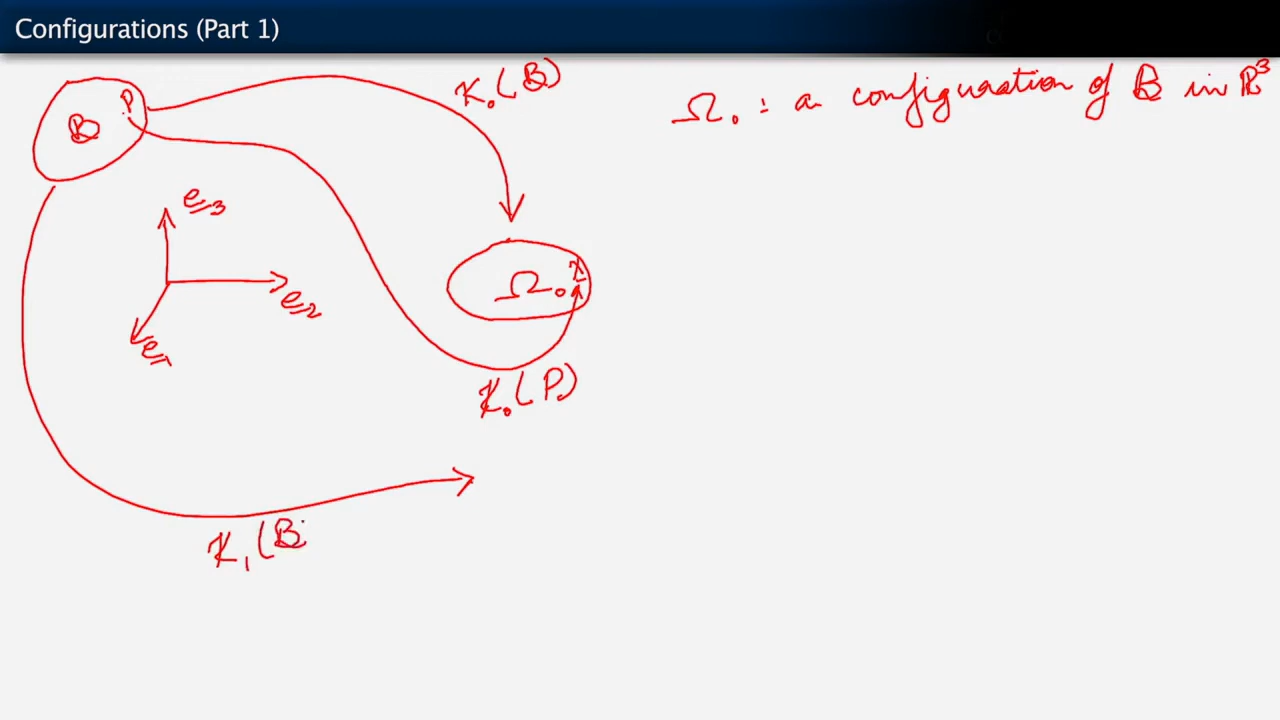 Configurations (Part 1)
κ₀(B)
Ω₀ : a configuration of B in ℝ³
P
B
e₃
X
Ω₀
e₂
e₁
κ₀(P)
κ₁(B